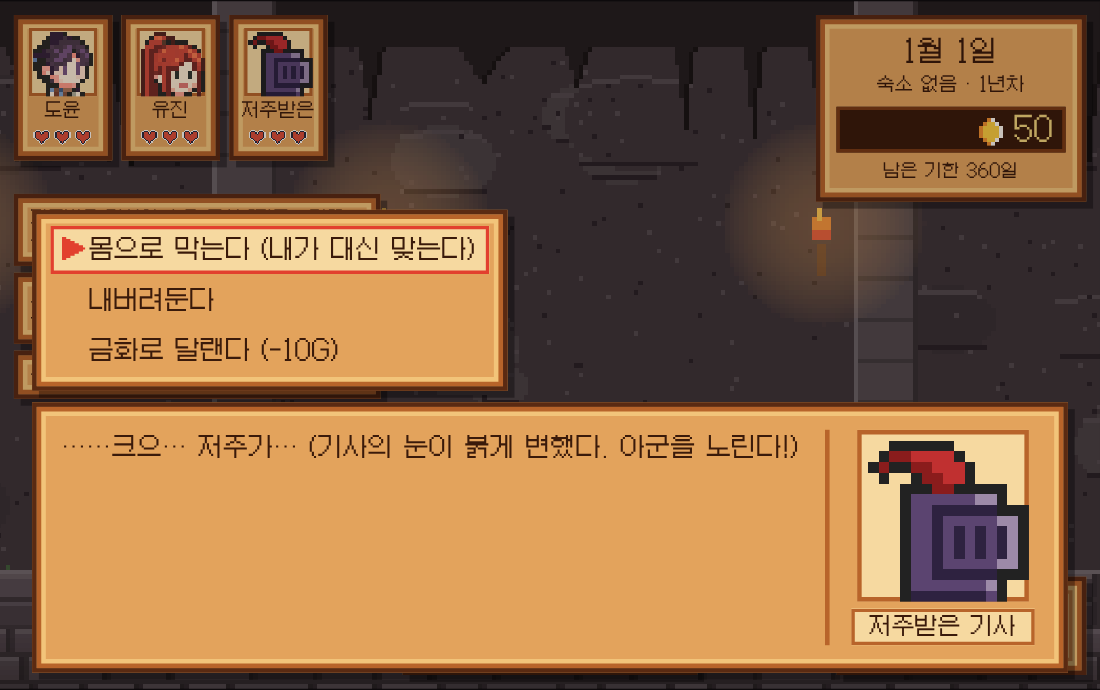 도윤
유진
저주받은
1월 1일
숙소 없음 · 1년차
50
남은 기한 360일
몸으로 막는다 (내가 대신 맞는다)
내버려둔다
금화로 달랜다 (-10G)
······크으··· 저주가··· (기사의 눈이 붉게 변했다. 아군을 노린다!)
저주받은 기사